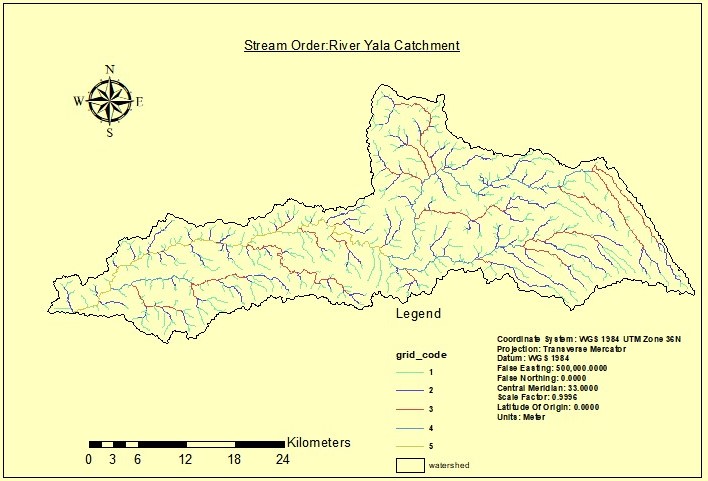 Stream Order:River Yala Catchment
N
W E
S
Legend
grid_code
1
2
3
4
5
watershed
Coordinate System: WGS 1984 UTM Zone 36N
Projection: Transverse Mercator
Datum: WGS 1984
False Easting: 500,000.0000
False Northing: 0.0000
Central Meridian: 33.0000
Scale Factor: 0.9996
Latitude Of Origin: 0.0000
Units: Meter
Kilometers
0 3 6 12 18 24